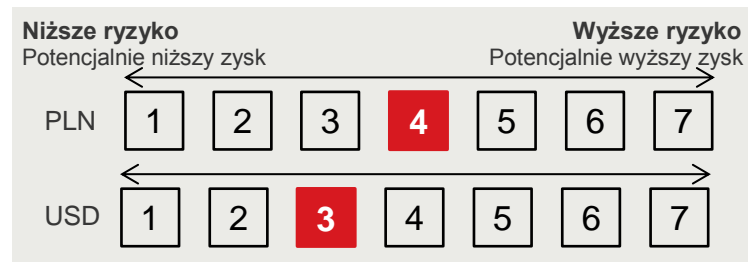 Niższe ryzyko Wyższe ryzyko
Potencjalnie niższy zysk Potencjalnie wyższy zysk
PLN 1 2 3 4 5 6 7
USD 1 2 3 4 5 6 7